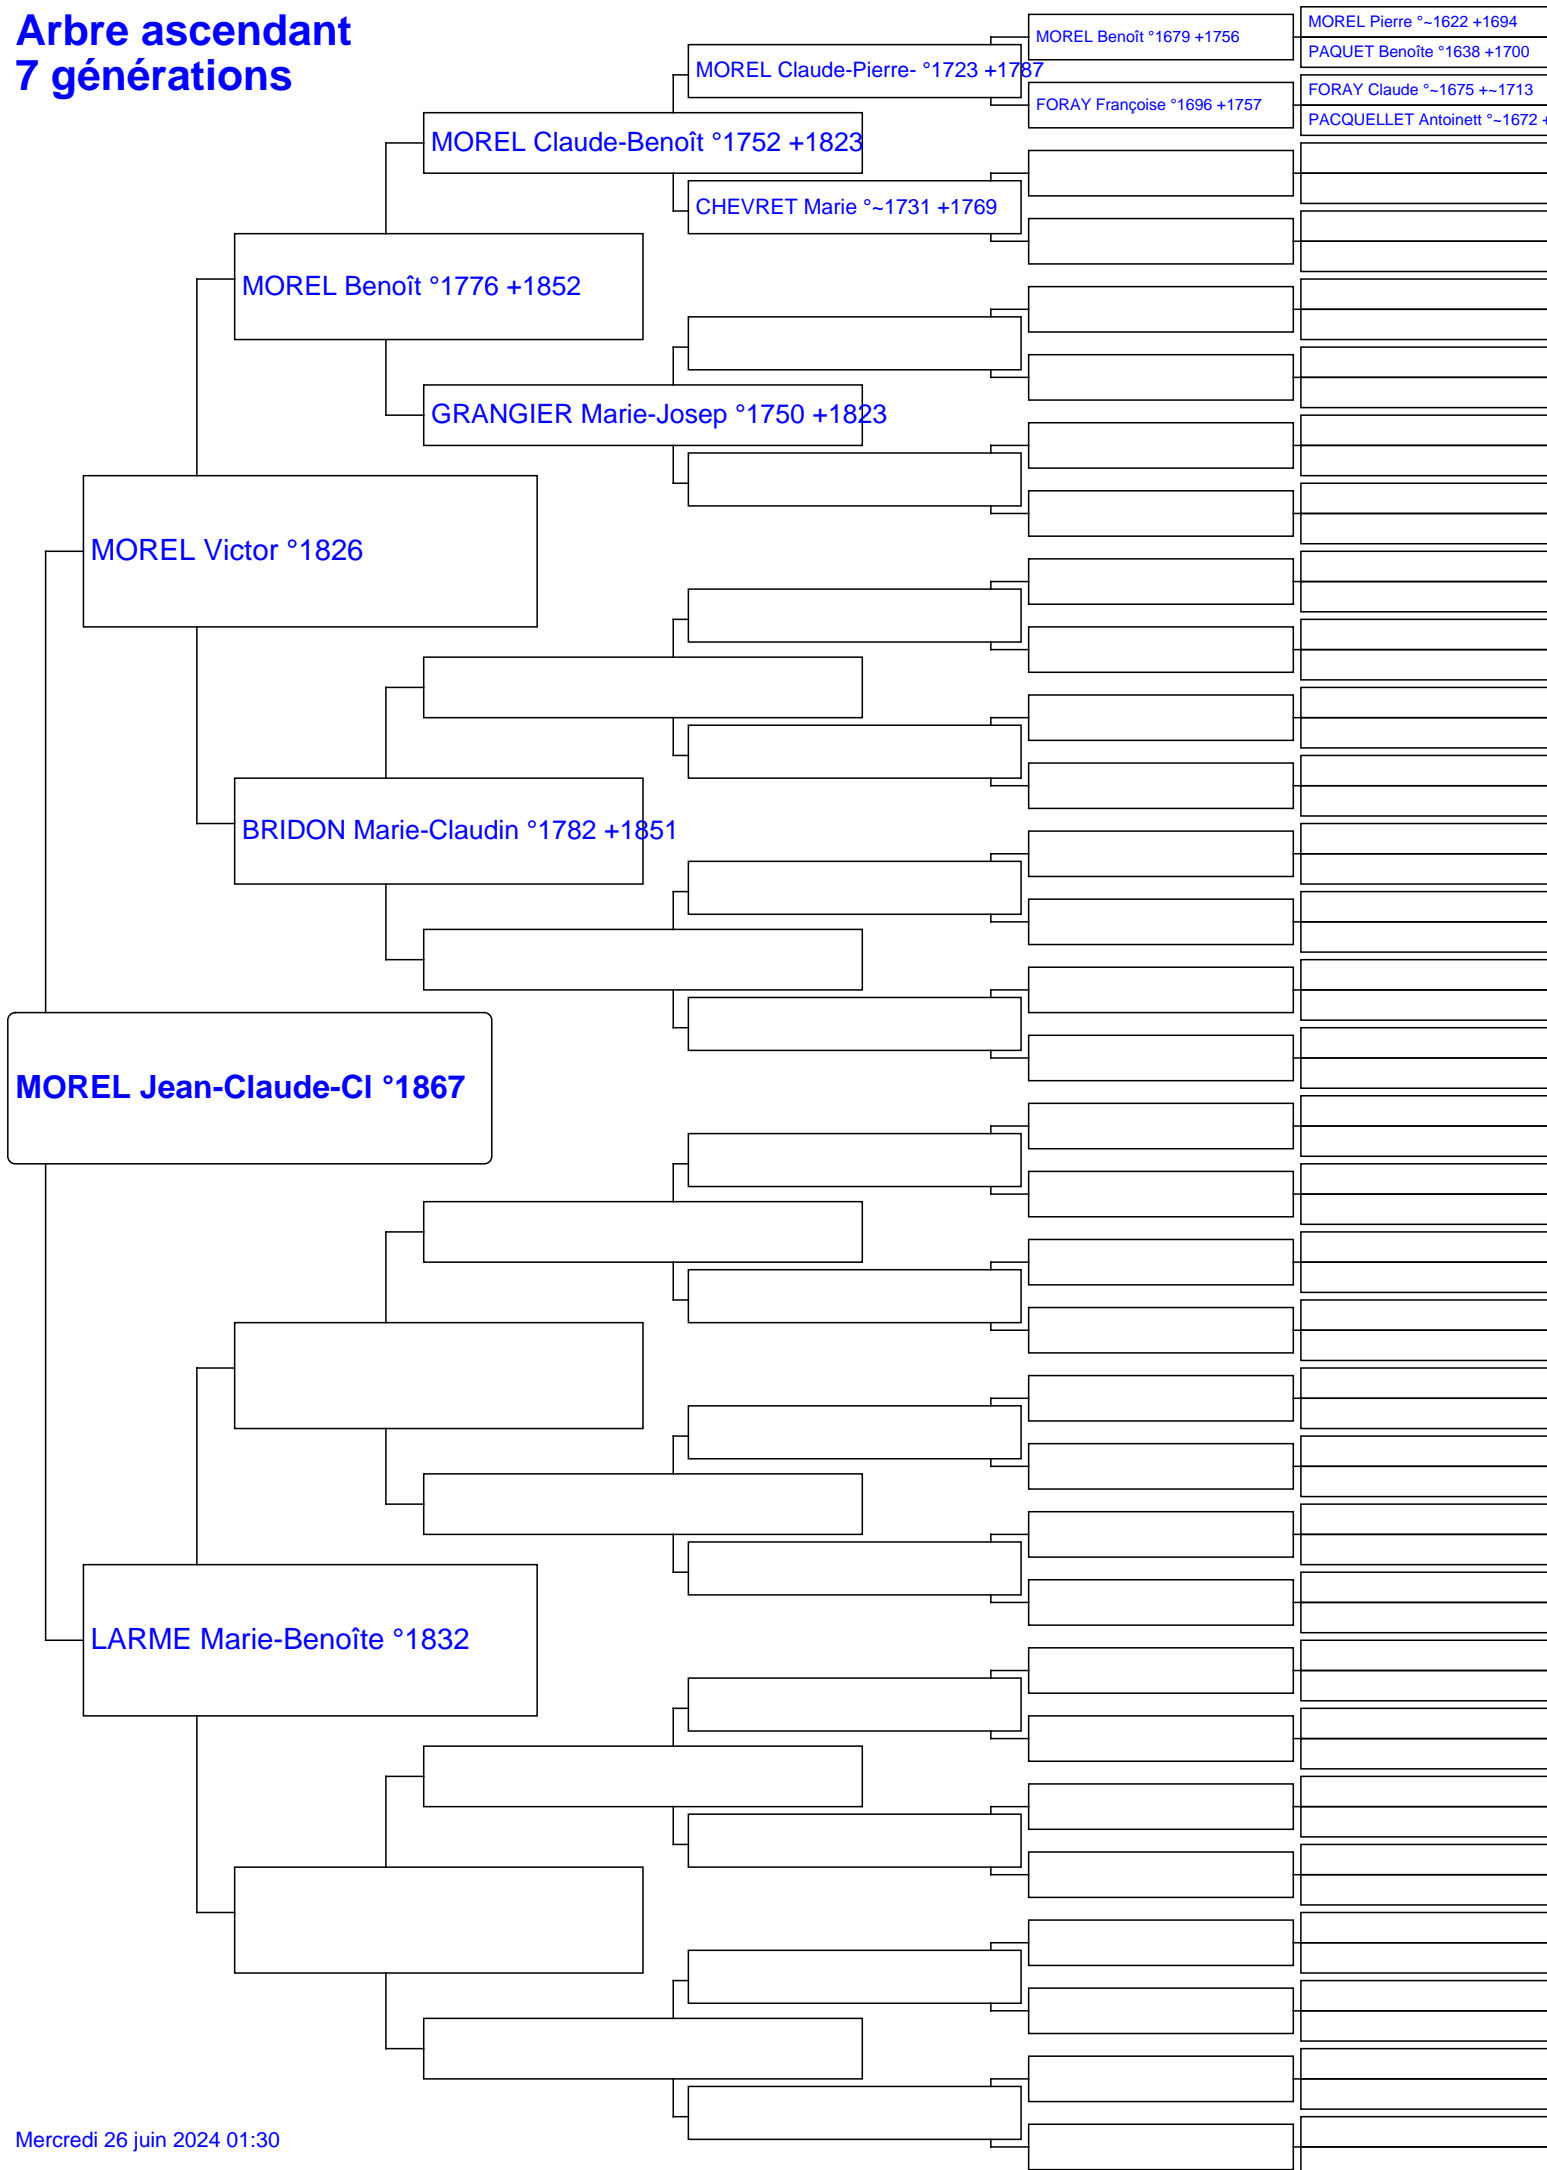 Arbre ascendant
7 générations
MOREL Benoît °1679 +1756
MOREL Pierre °~1622 +1694
PAQUET Benoîte °1638 +1700
MOREL Claude-Pierre- °1723 +1787
FORAY Françoise °1696 +1757
FORAY Claude °~1675 +~1713
PACQUELLET Antoinett °~1672 +
MOREL Claude-Benoît °1752 +1823
CHEVRET Marie °~1731 +1769
MOREL Benoît °1776 +1852
GRANGIER Marie-Josep °1750 +1823
MOREL Victor °1826
BRIDON Marie-Claudin °1782 +1851
MOREL Jean-Claude-Cl °1867
LARME Marie-Benoîte °1832
Mercredi 26 juin 2024 01:30